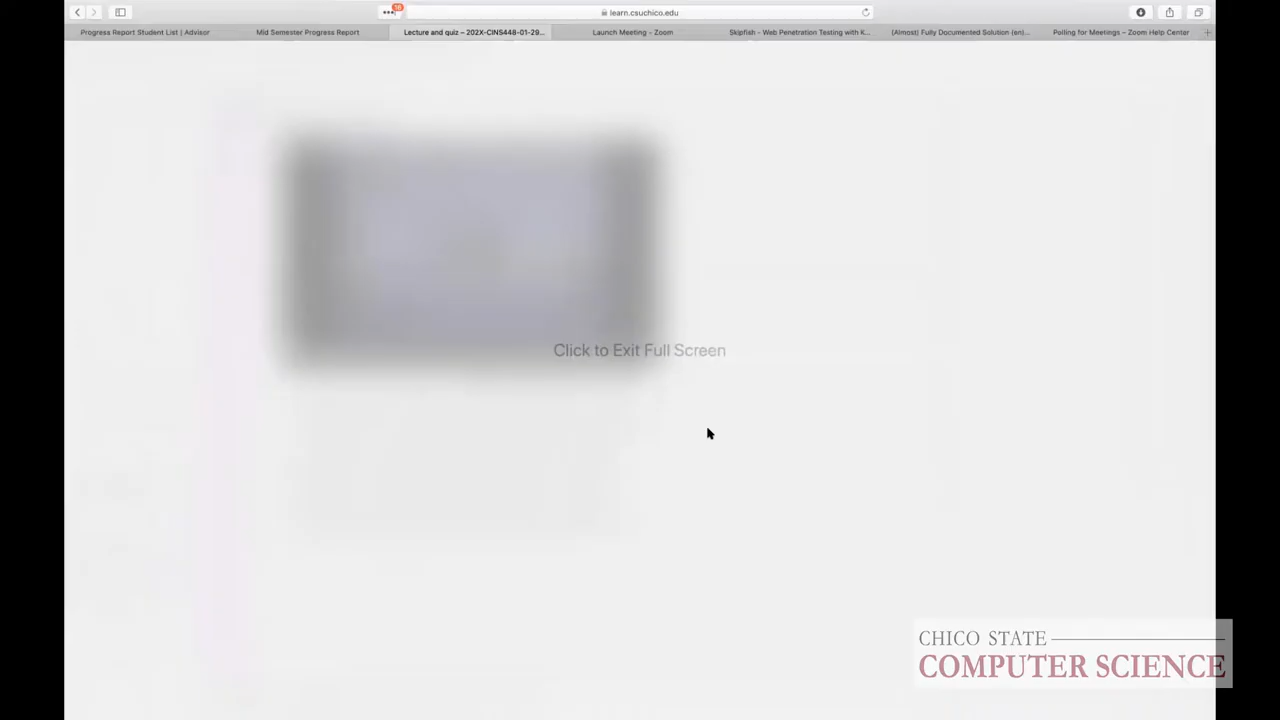 18
learn.csuchico.edu
Progress Report Student List | Advisor
Mid Semester Progress Report
Lecture and quiz – 202X-CINS448-01-29...
Launch Meeting - Zoom
Skipfish - Web Penetration Testing with K...
(Almost) Fully Documented Solution (en)...
Polling for Meetings – Zoom Help Center
Click to Exit Full Screen
CHICO STATE
COMPUTER SCIENCE